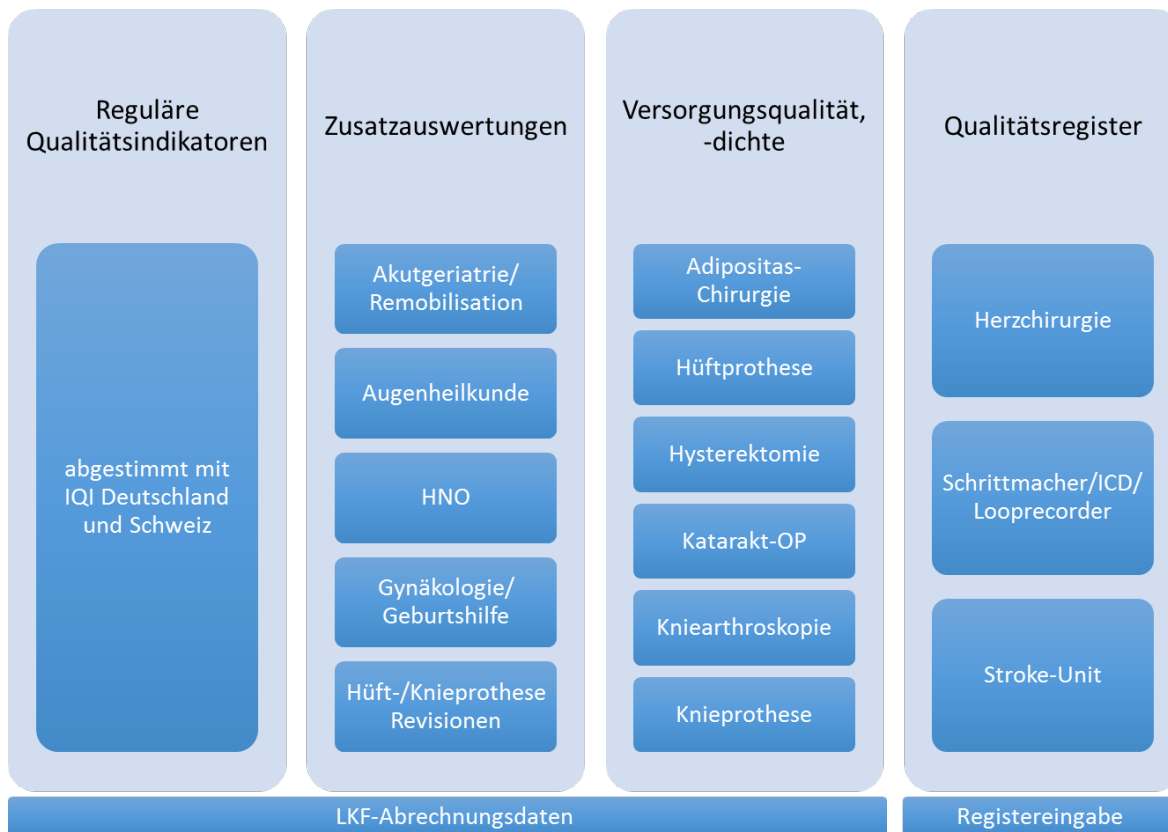 Reguläre
Qualitätsindikatoren
abgestimmt mit
IQI Deutschland
und Schweiz
Zusatzauswertungen
Akutgeriatrie/
Remobilisation
Augenheilkunde
HNO
Gynäkologie/
Geburtshilfe
Hüft-/Knieprothese
Revisionen
Versorgungsqualität,
-dichte
Adipositas-
Chirurgie
Hüftprothese
Hysterektomie
Katarakt-OP
Kniearthroskopie
Knieprothese
Qualitätsregister
Herzchirurgie
Schrittmacher/ICD/
Looprecorder
Stroke-Unit
LKF-Abrechnungsdaten
Registereingabe